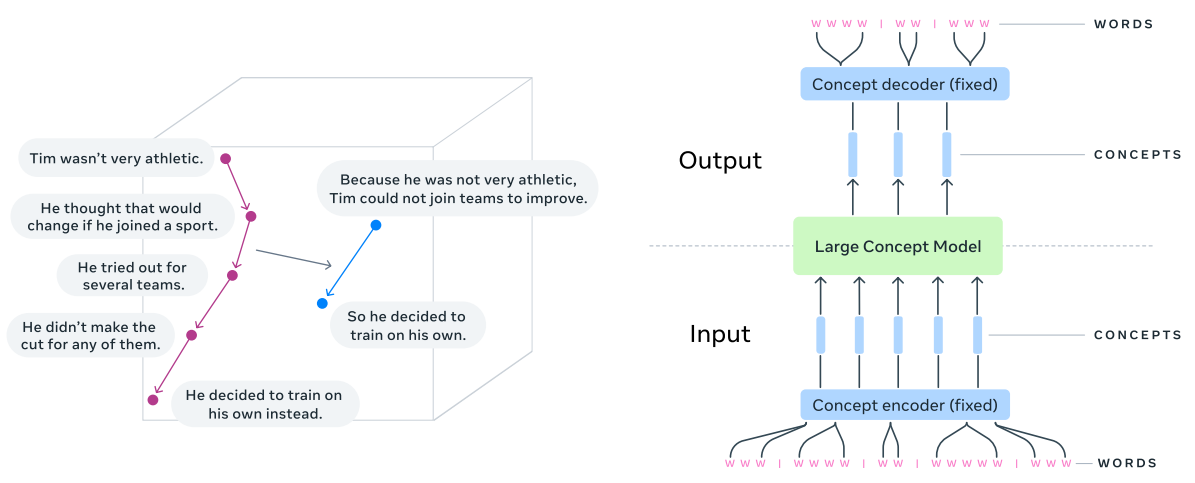 Tim wasn't very athletic.
He thought that would
change if he joined a sport.
He tried out for
several teams.
He didn't make the
cut for any of them.
He decided to train on
his own instead.
Because he was not very athletic,
Tim could not join teams to improve.
So he decided to
train on his own.
W W W W | W W | W W W
WORDS
Concept decoder (fixed)
Output
CONCEPTS
Large Concept Model
Input
CONCEPTS
Concept encoder (fixed)
W W W | W W W W | W W | W W W W | W W W
WORDS